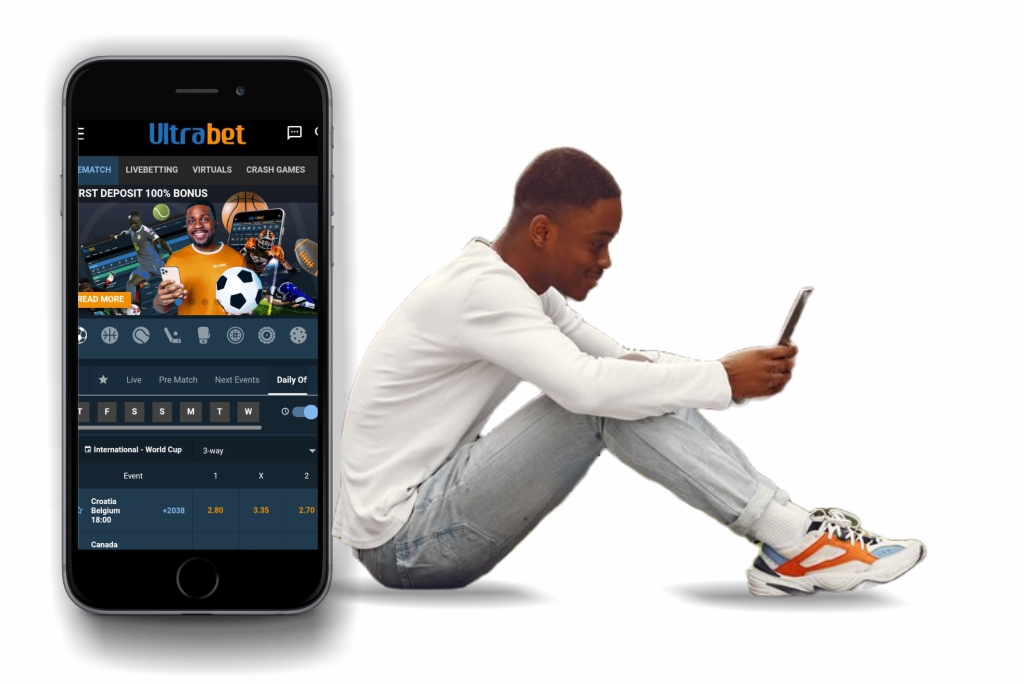 Ultrabet
EMATCH LIVEBETTING VIRTUALS CRASH GAMES
RST DEPOSIT 100% BONUS
READ MORE
Live Pre Match Next Events Daily Of
T F S S M T W
International - World Cup 3-way
Event 1 X 2
Croatia
Belgium +2038 2.80 3.35 2.70
18:00
Canada